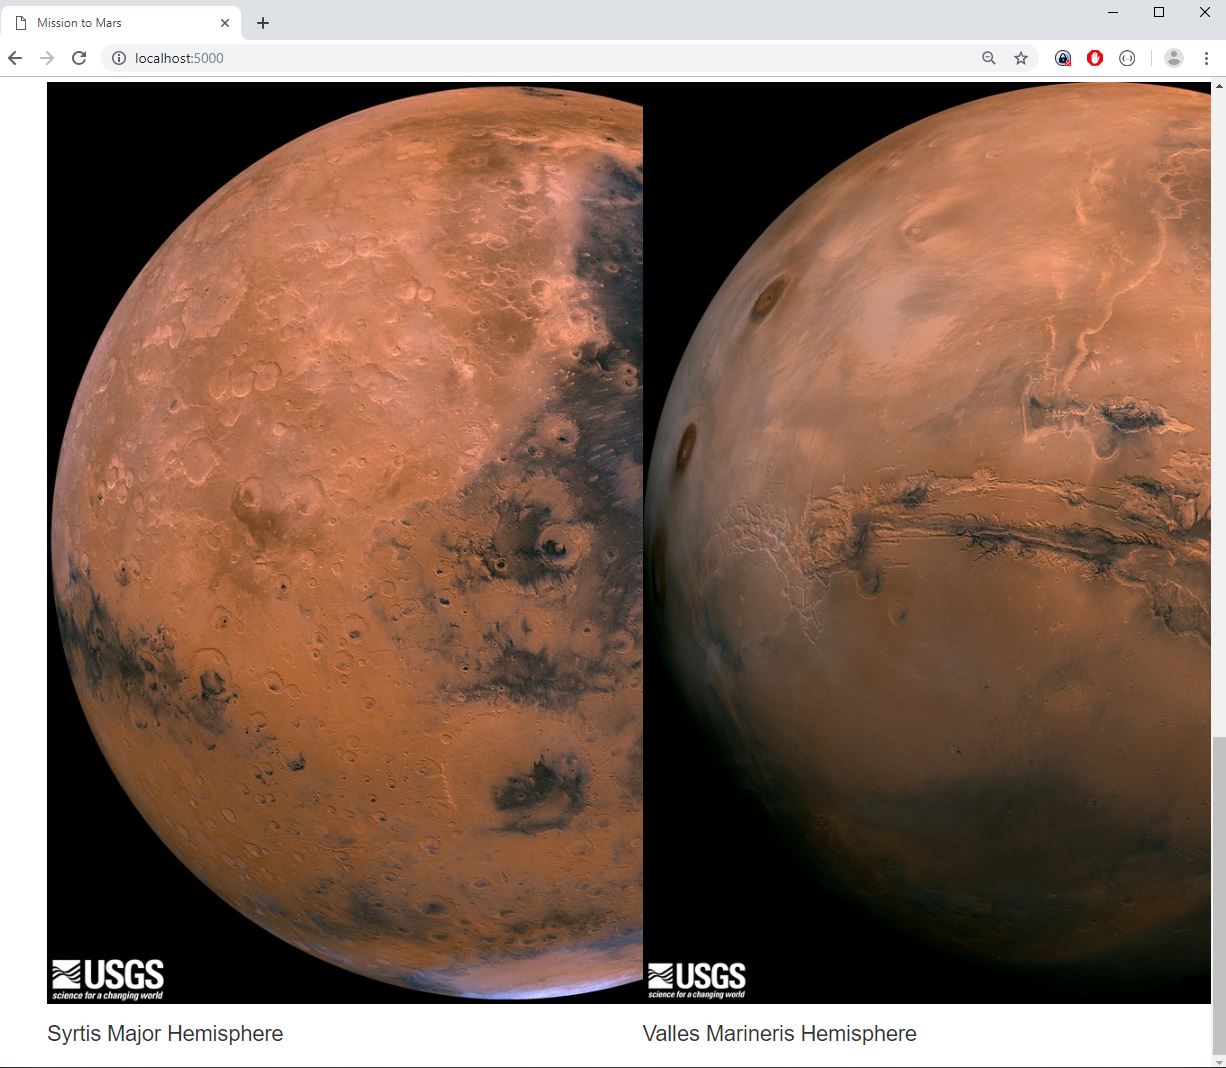 Mission to Mars
localhost:5000
USGS
science for a changing world
USGS
science for a changing world
Syrtis Major Hemisphere
Valles Marineris Hemisphere